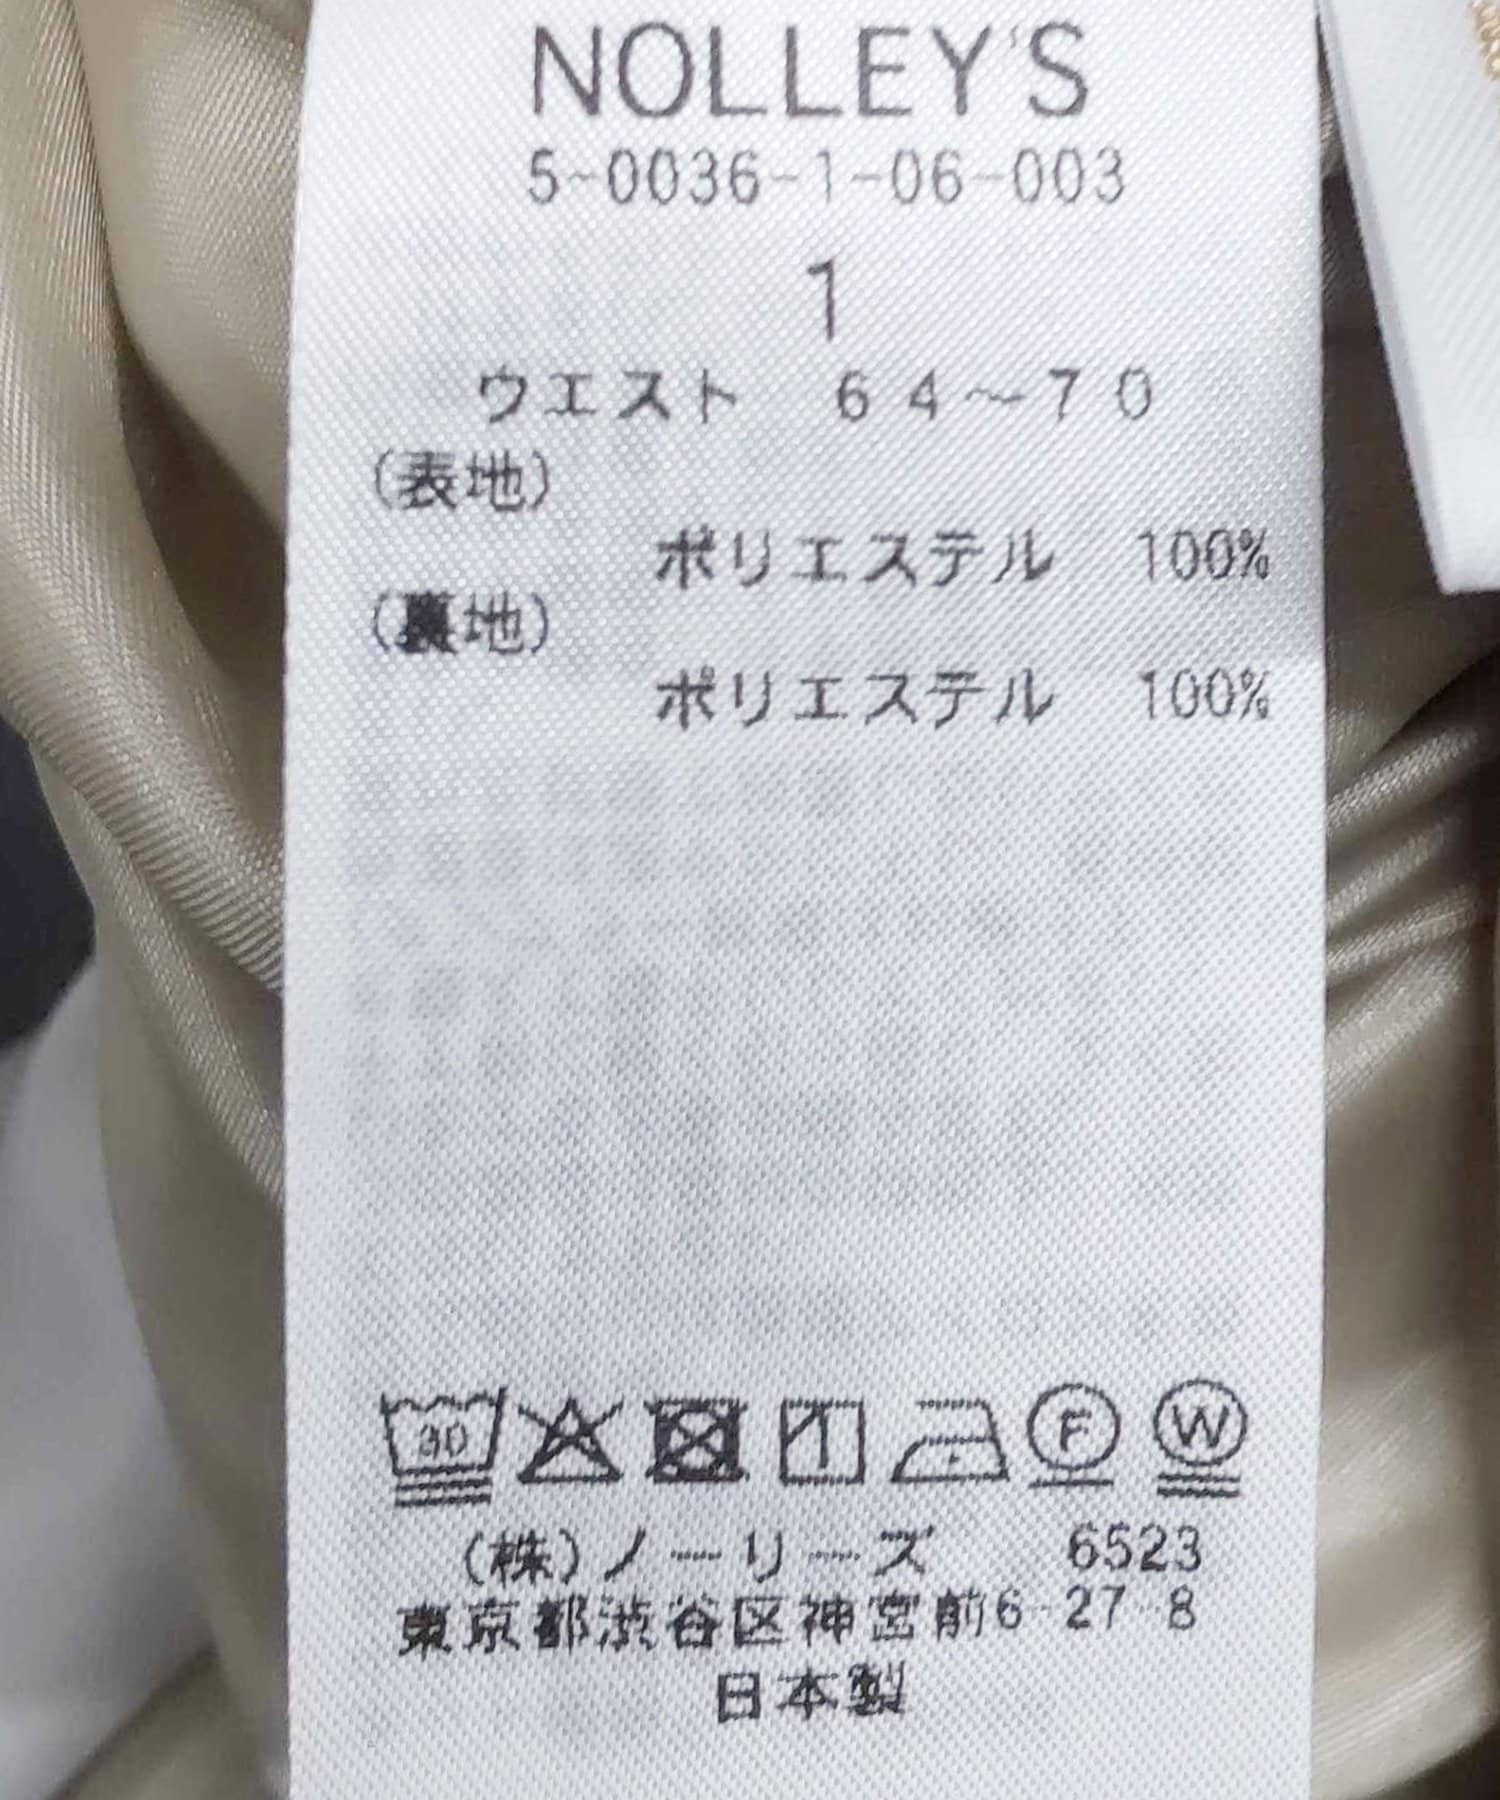 NOLLEY'S
5-0036-1-06-003
1
ウエスト 64～70
(表地)
ポリエステル 100%
(裏地)
ポリエステル 100%
30 F W
(株)ノーリーズ 6523
東京都渋谷区神宮前6-27-8
日本製